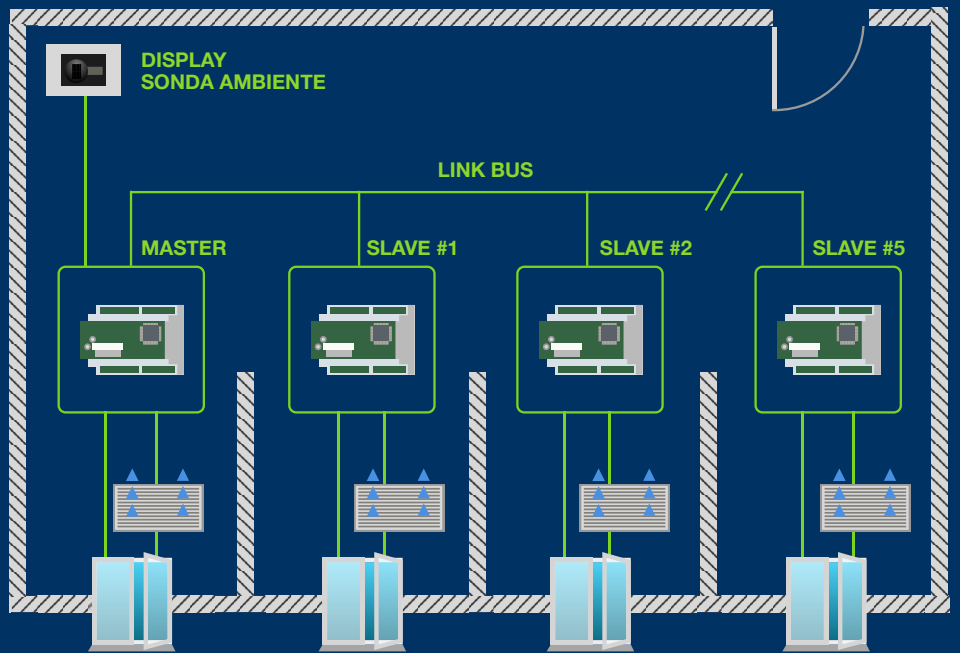 DISPLAY
SONDA AMBIENTE
LINK BUS
MASTER
SLAVE #1
SLAVE #2
SLAVE #5